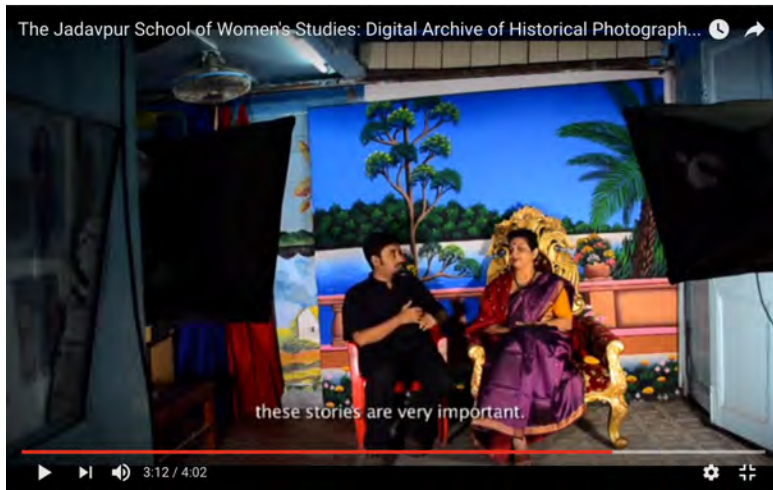 The Jadavpur School of Women's Studies: Digital Archive of Historical Photograph...
these stories are very important.
3:12 / 4:02